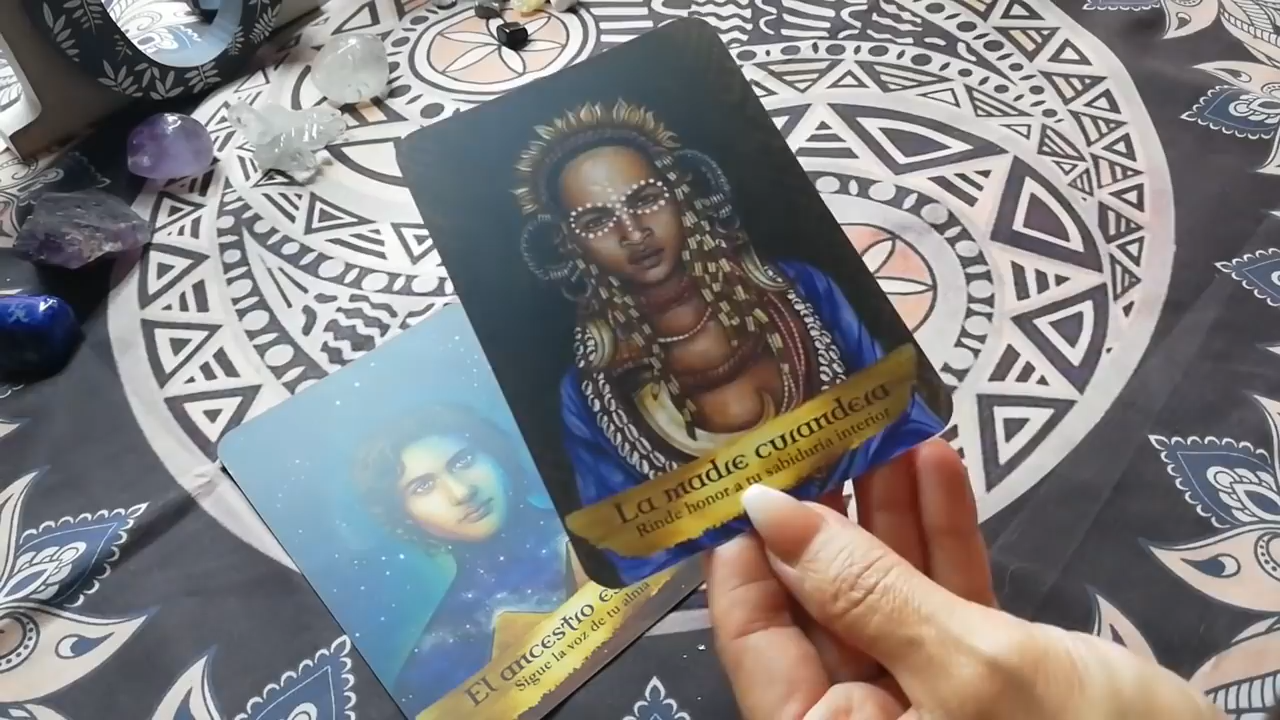 La madre curandera
Rinde honor a tu sabiduría interior
El ancestro
Sigue la voz de tu alma